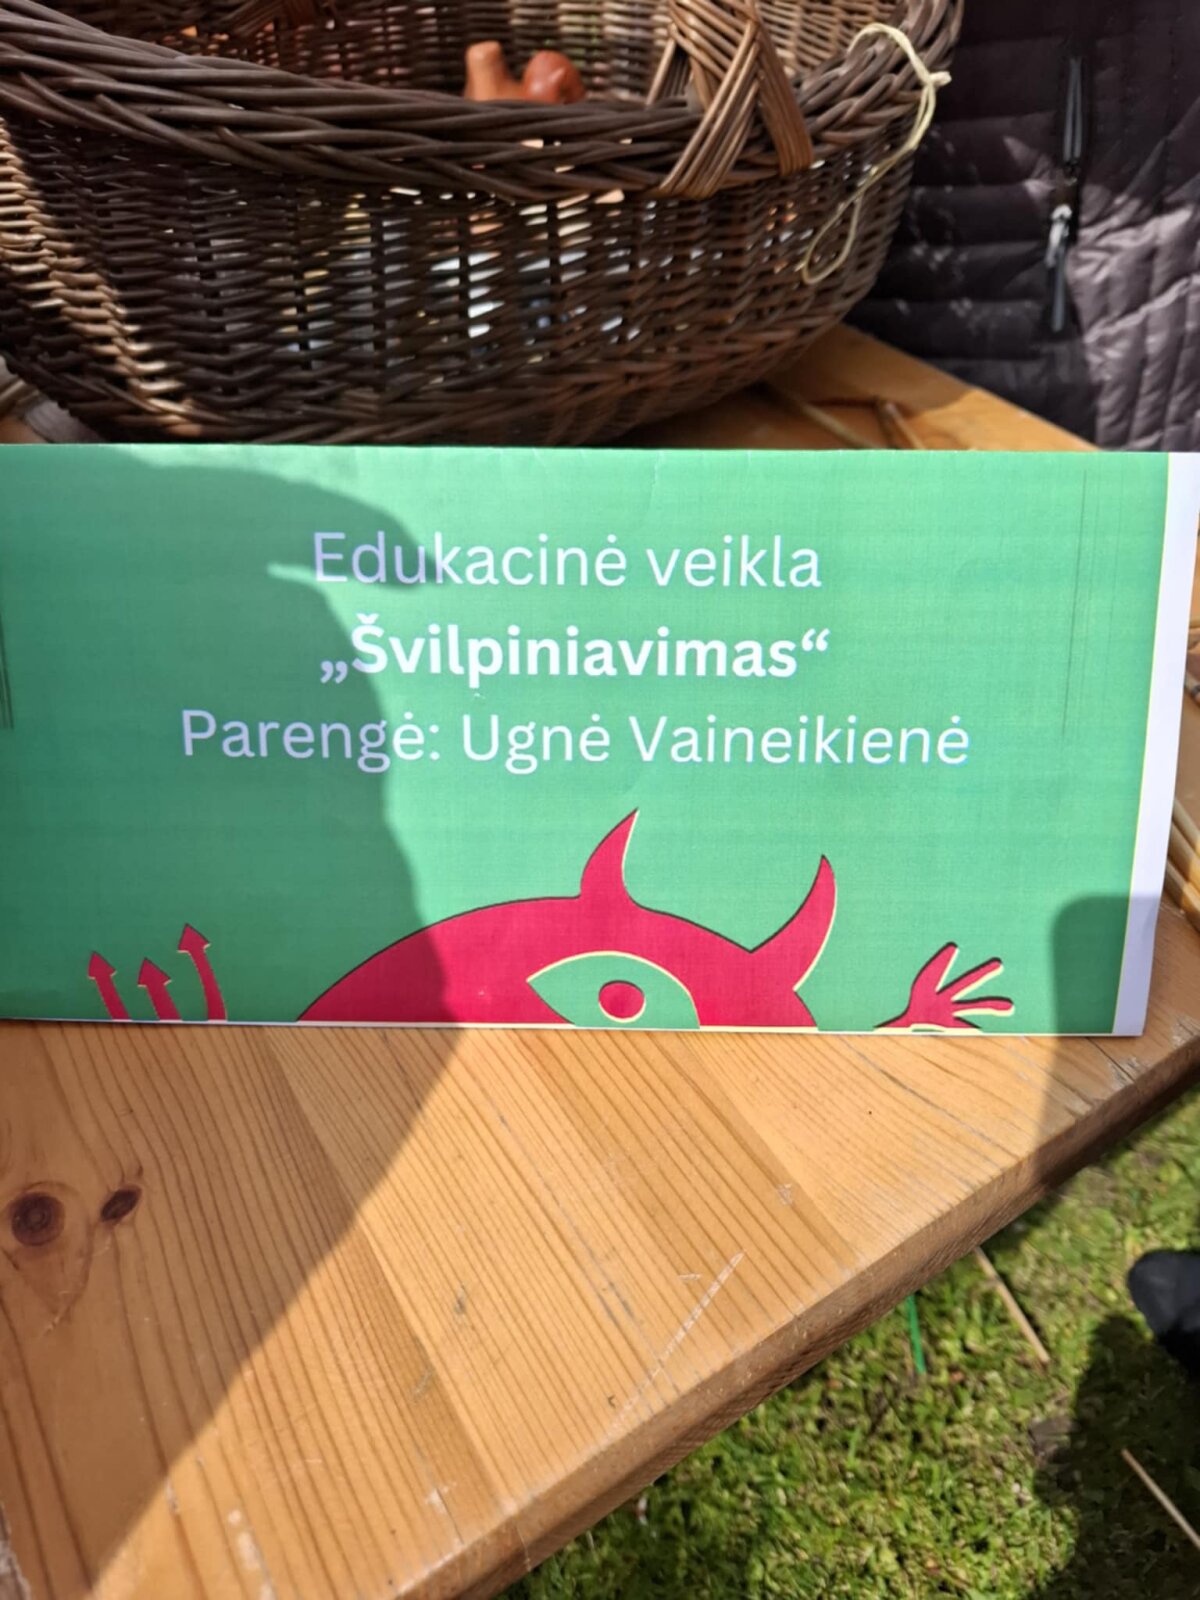 Edukacinė veikla
„Švilpiniavimas“
Parengė: Ugnė Vaineikienė